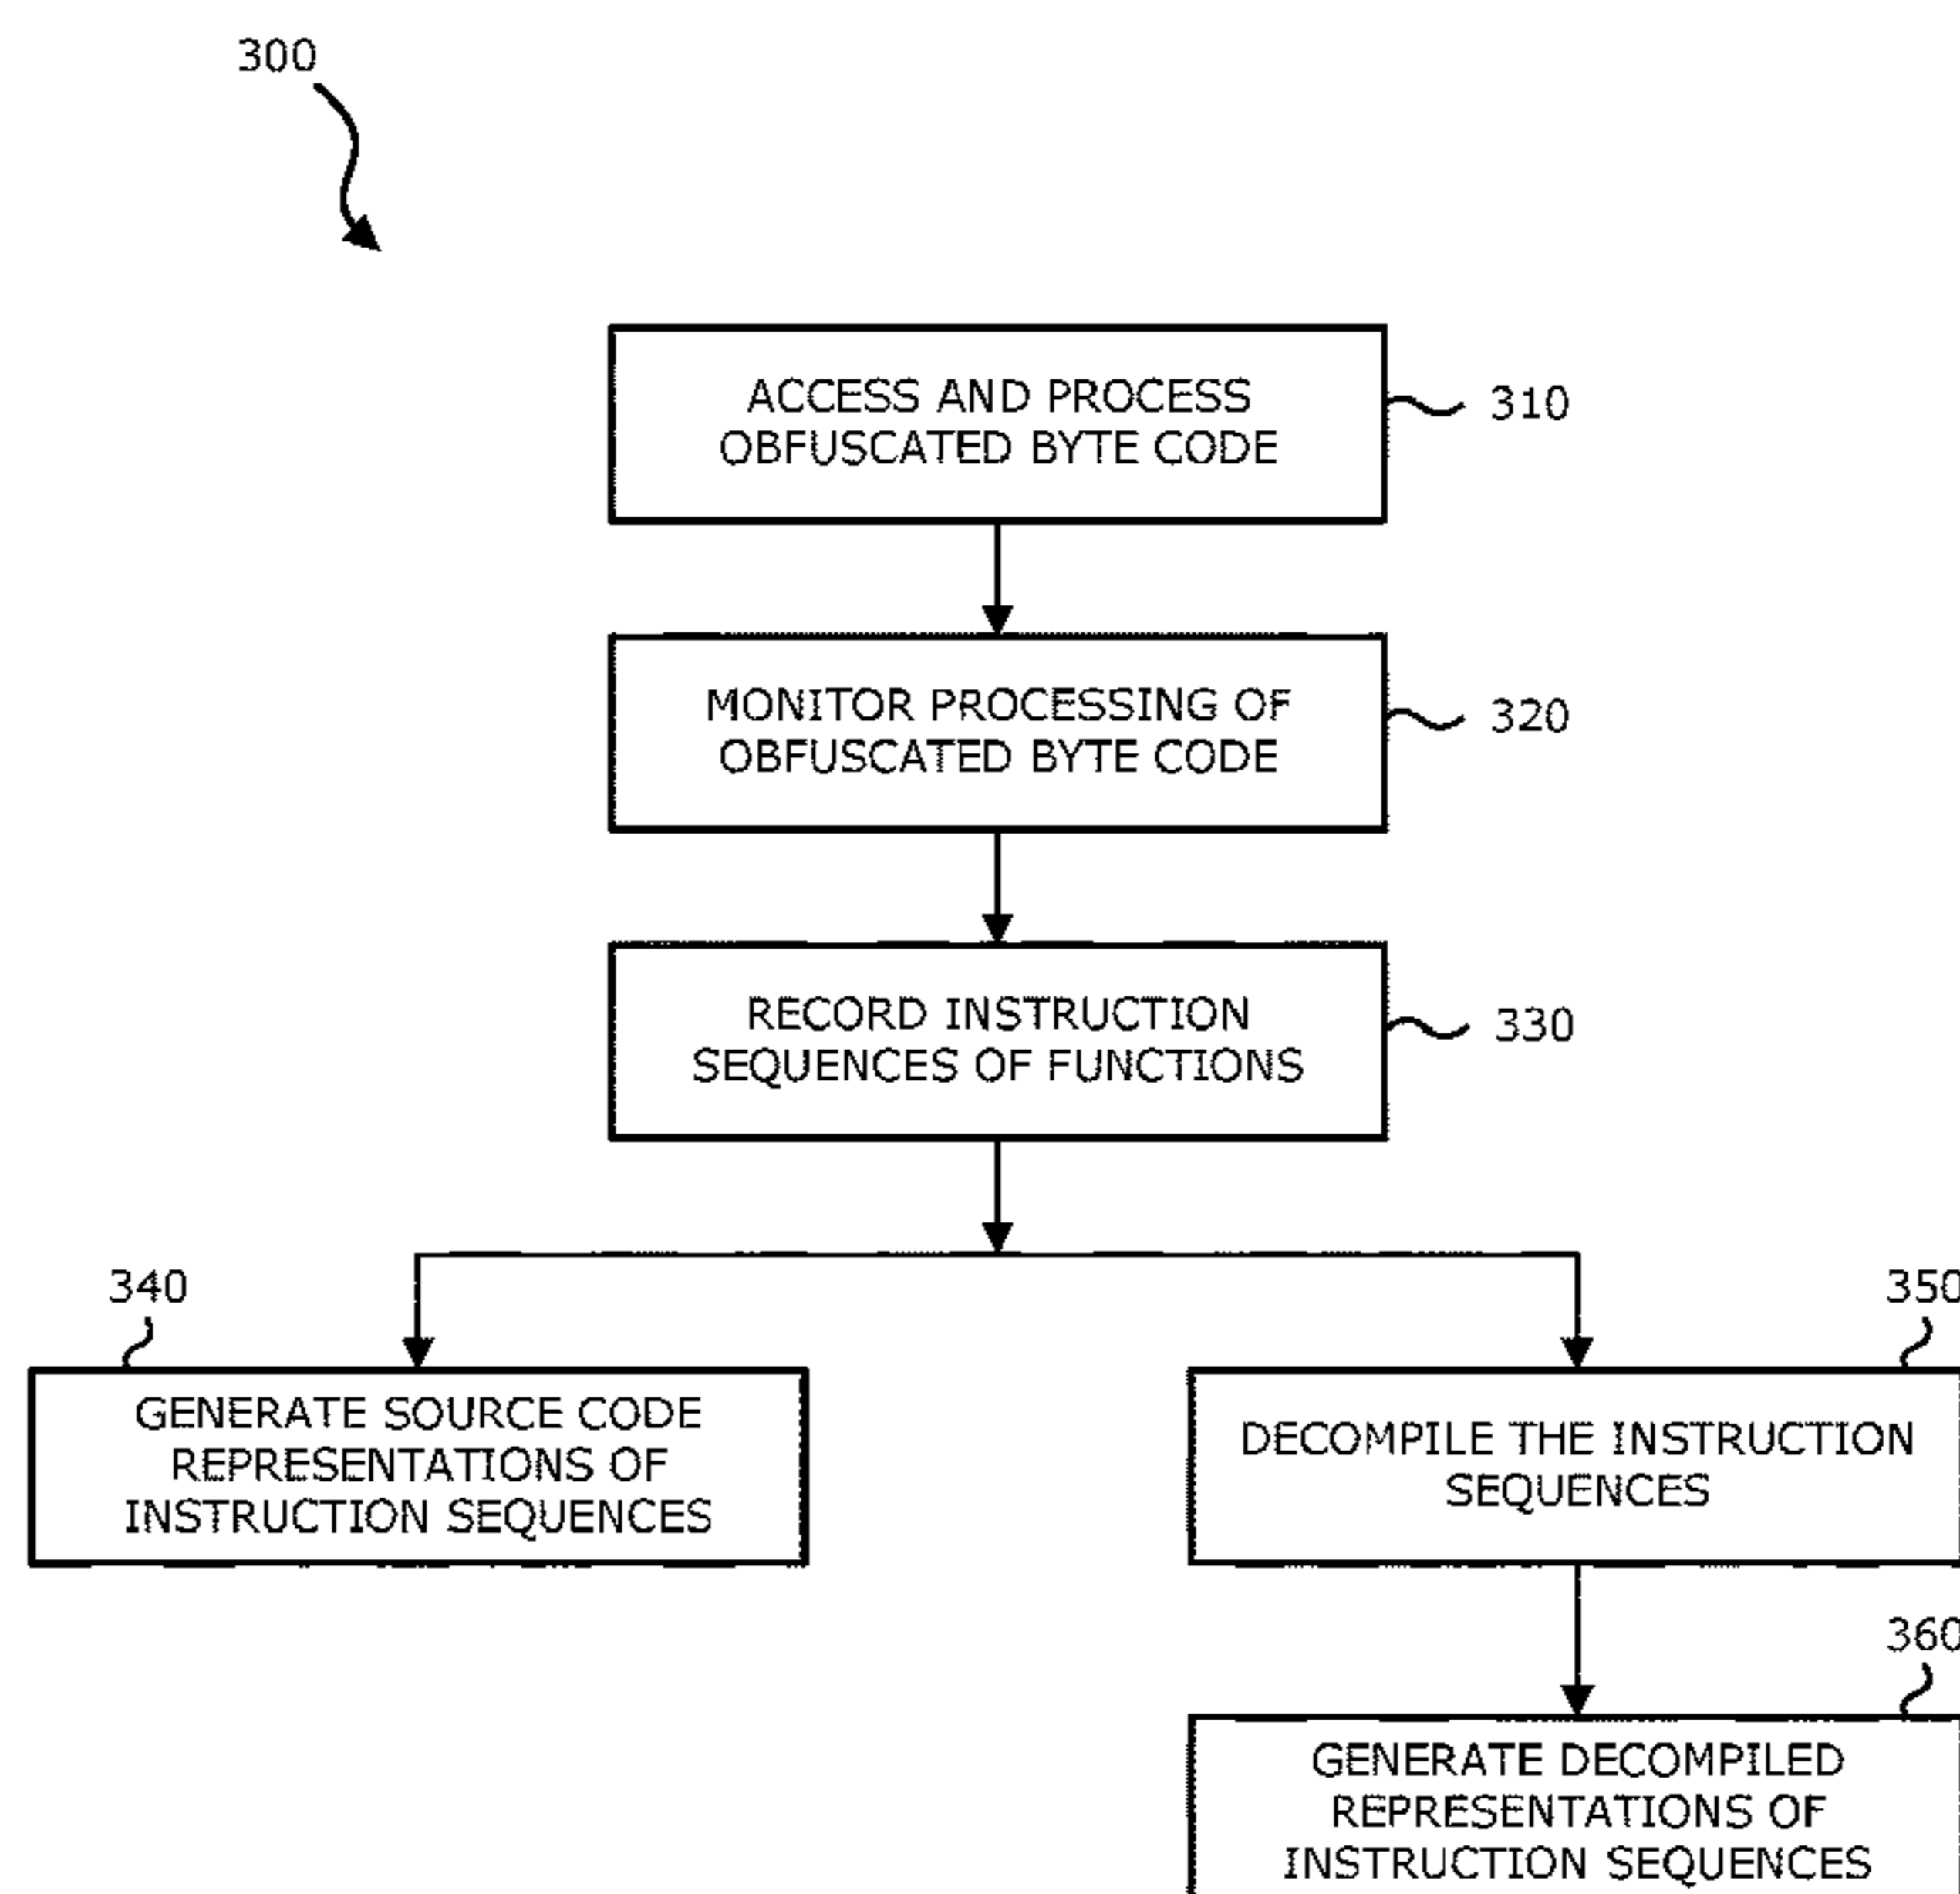 300
ACCESS AND PROCESS
OBFUSCATED BYTE CODE
310
MONITOR PROCESSING OF
OBFUSCATED BYTE CODE
320
RECORD INSTRUCTION
SEQUENCES OF FUNCTIONS
330
340
GENERATE SOURCE CODE
REPRESENTATIONS OF
INSTRUCTION SEQUENCES
350
DECOMPILE THE INSTRUCTION
SEQUENCES
360
GENERATE DECOMPILED
REPRESENTATIONS OF
INSTRUCTION SEQUENCES